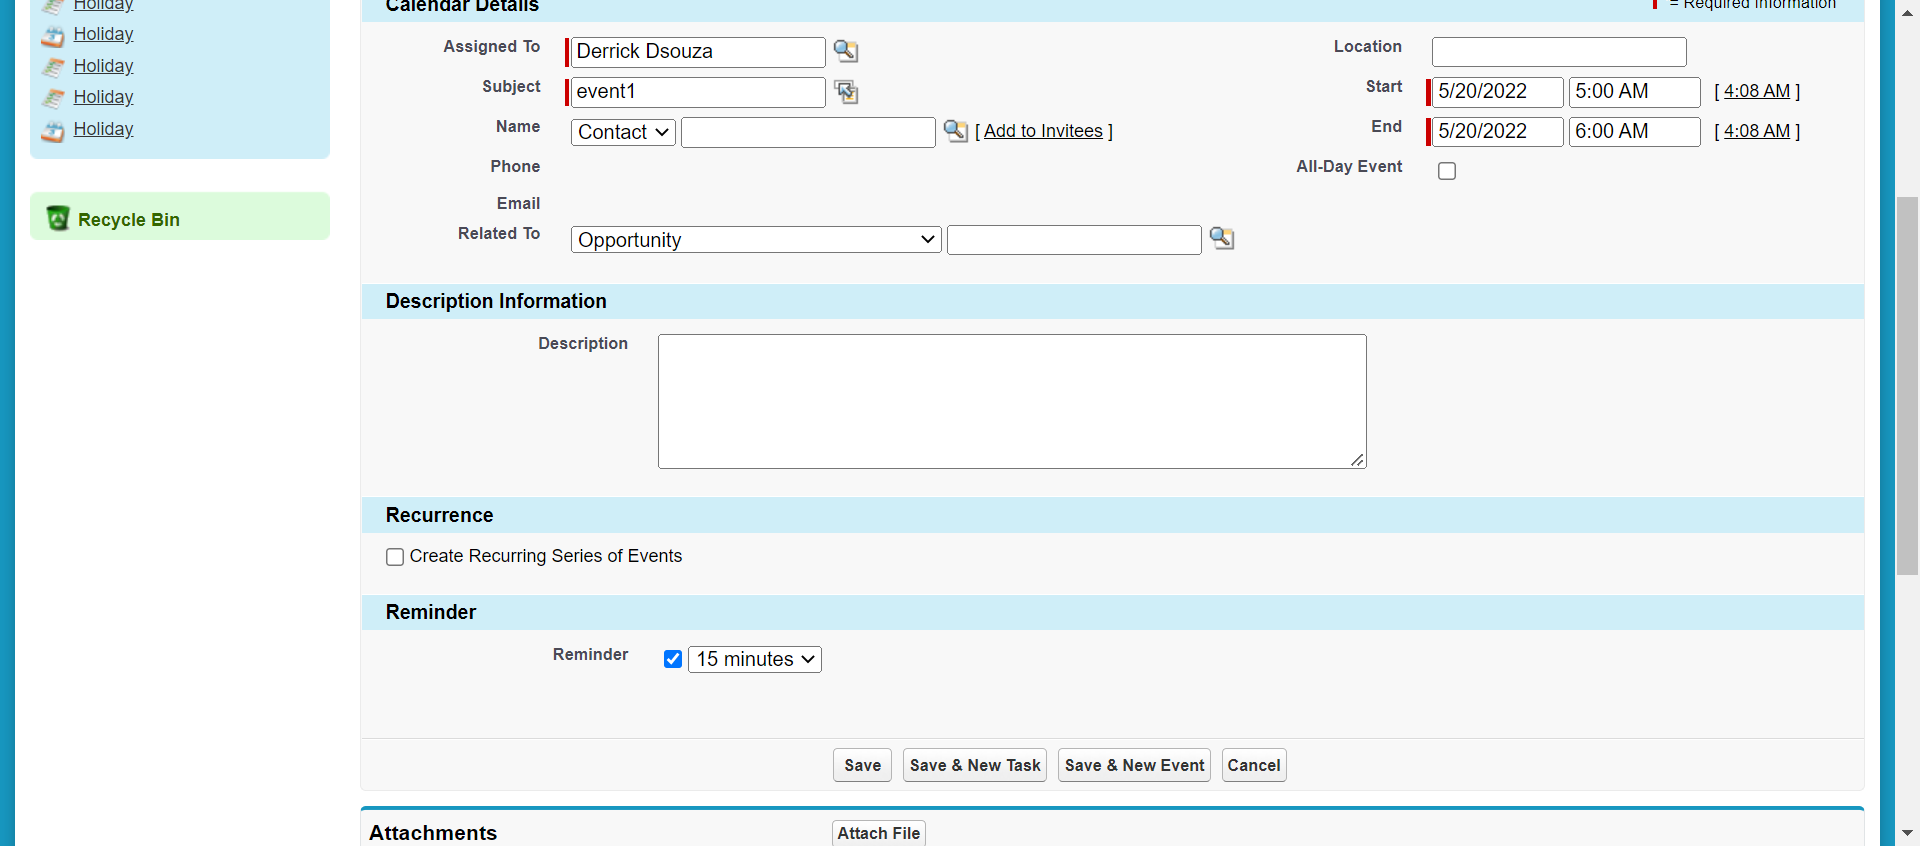 Holiday
Holiday
Holiday
Holiday
Holiday
Recycle Bin
Calendar Details
= Required Information
Assigned To
Derrick Dsouza
Location
Subject
event1
Start
5/20/2022
5:00 AM
[ 4:08 AM ]
Name
Contact
[ Add to Invitees ]
End
5/20/2022
6:00 AM
[ 4:08 AM ]
Phone
All-Day Event
Email
Related To
Opportunity
Description Information
Description
Recurrence
Create Recurring Series of Events
Reminder
Reminder
15 minutes
Save
Save & New Task
Save & New Event
Cancel
Attachments
Attach File